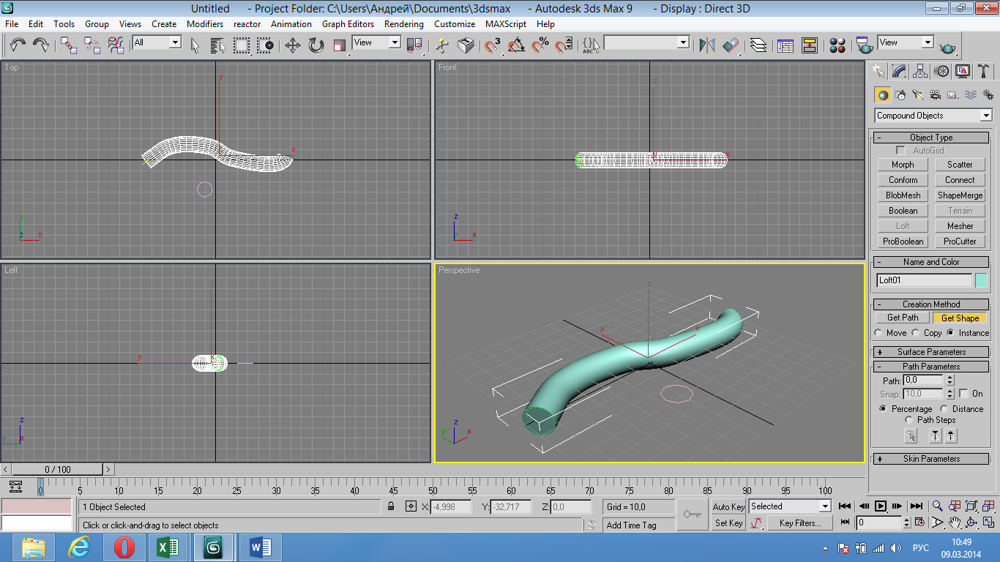 Untitled - Project Folder: C:\Users\Андрей\Documents\3dsmax - Autodesk 3ds Max 9 - Display : Direct 3D
File Edit Tools Group Views Create Modifiers reactor Animation Graph Editors Rendering Customize MAXScript Help
All View 3 % {} ABC View
Top
y
x
y
z x
Front
z
x
z
y x
Compound Objects
- Object Type
AutoGrid
Morph Scatter
Conform Connect
BlobMesh ShapeMerge
Boolean Terrain
Loft Mesher
ProBoolean ProCutter
- Name and Color
Loft01
- Creation Method
Get Path Get Shape
Move Copy Instance
+ Surface Parameters
- Path Parameters
Path: 0,0
Snap: 10,0 On
Percentage Distance
Path Steps
+ Skin Parameters
Left
z
y
z
y x
Perspective
z
y x
z
y x
< 0 / 100 >
0 5 10 15 20 25 30 35 40 45 50 55 60 65 70 75 80 85 90 95 100
1 Object Selected X: -4,998 Y: -32,717 Z: 0,0 Grid = 10,0 Auto Key Selected
Click or click-and-drag to select objects Add Time Tag Set Key Key Filters... 0
РУС
10:49
09.03.2014